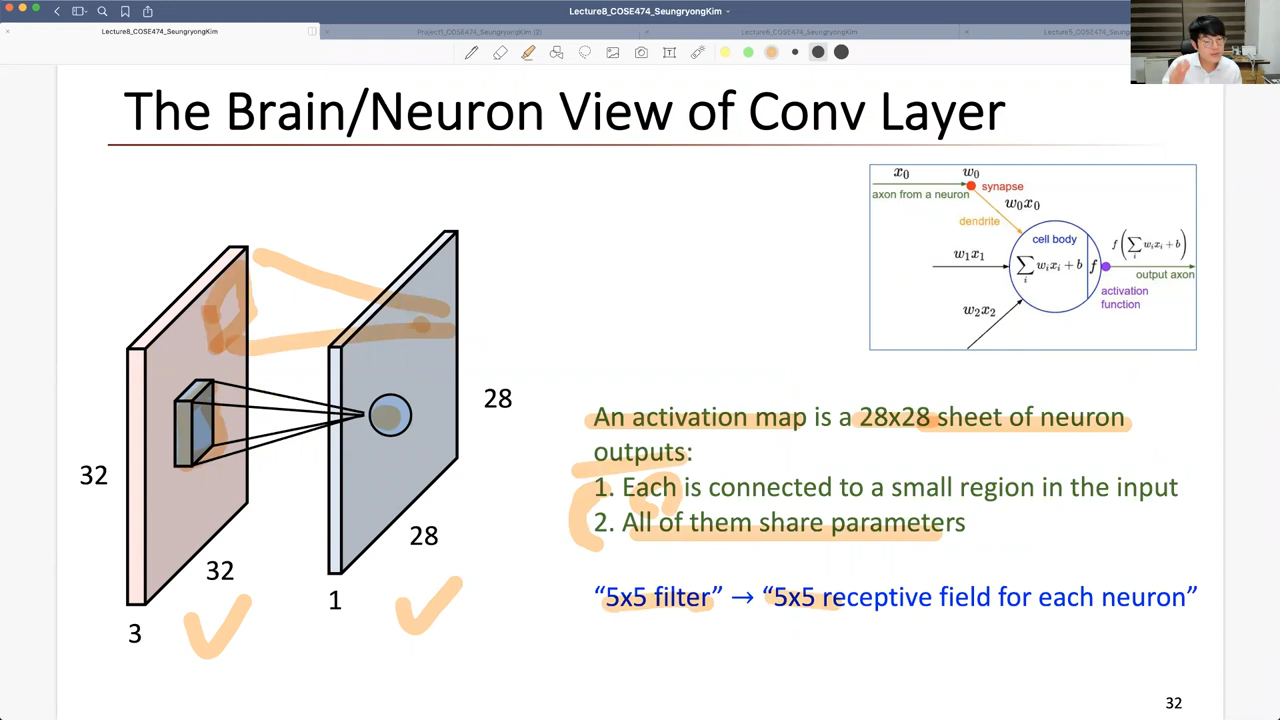 Lecture8_COSE474_SeungryongKim
Lecture8_COSE474_SeungryongKim
Project1_COSE474_SeungryongKim (2)
Lecture6_COSE474_SeungryongKim
The Brain/Neuron View of Conv Layer
x₀
w₀
synapse
axon from a neuron
w₀x₀
dendrite
cell body
f(∑ᵢ wᵢxᵢ + b)
w₁x₁
∑ᵢ wᵢxᵢ + b
f
output axon
activation
function
w₂x₂
32
32
3
28
28
1
An activation map is a 28x28 sheet of neuron
outputs:
1. Each is connected to a small region in the input
2. All of them share parameters
“5x5 filter” → “5x5 receptive field for each neuron”
32